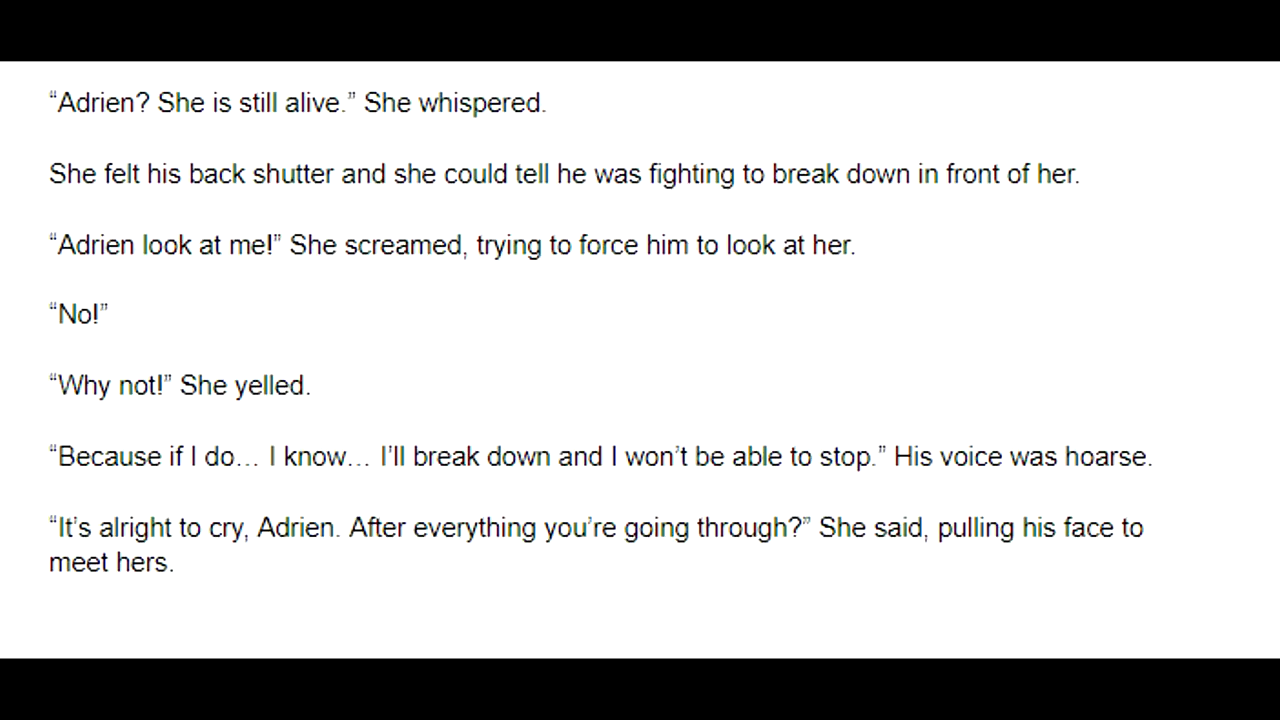 “Adrien? She is still alive.” She whispered.
She felt his back shutter and she could tell he was fighting to break down in front of her.
“Adrien look at me!” She screamed, trying to force him to look at her.
“No!”
“Why not!” She yelled.
“Because if I do… I know… I’ll break down and I won’t be able to stop.” His voice was hoarse.
“It’s alright to cry, Adrien. After everything you’re going through?” She said, pulling his face to
meet hers.